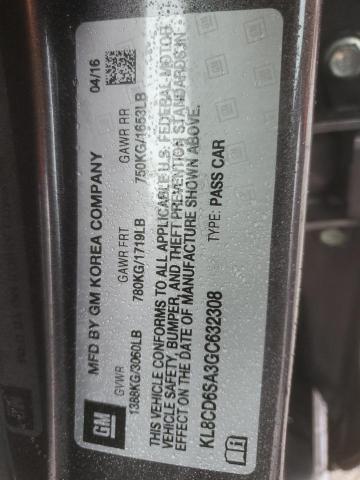 MFD BY GM KOREA COMPANY 04/16
GVWR GAWR FRT GAWR RR
1388KG/3060LB 780KG/1719LB 750KG/1653LB
THIS VEHICLE CONFORMS TO ALL APPLICABLE U.S. FEDERAL MOTOR
VEHICLE SAFETY, BUMPER, AND THEFT PREVENTION STANDARDS IN
EFFECT ON THE DATE OF MANUFACTURE SHOWN ABOVE.
KL8CD6SA3GC632308 TYPE: PASS CAR
GM